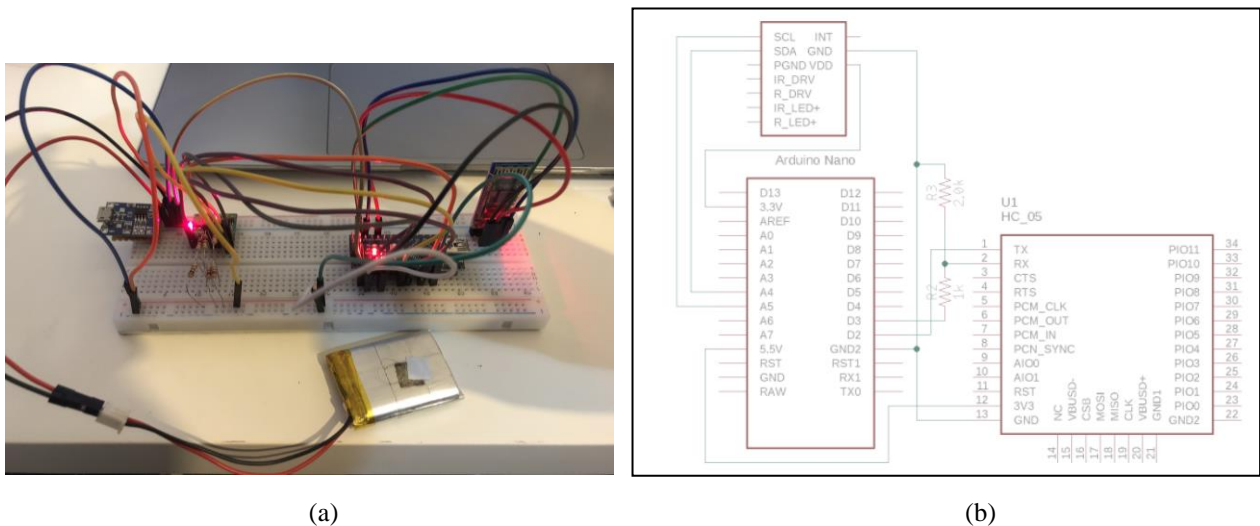 SCL INT
SDA GND
PGND VDD
IR_DRV
R_DRV
IR_LED+
R_LED+
Arduino Nano
D13 D12
3.3V D11
AREF D10
A0 D9
A1 D8
A2 D7
A3 D6
A4 D5
A5 D4
A6 D3
A7 D2
5.5V GND2
RST RST1
GND RX1
RAW TX0
R3
2.0k
R2
1k
U1
HC_05
1 TX PIO11 34
2 RX PIO10 33
3 CTS PIO9 32
4 RTS PIO8 31
5 PCM_CLK PIO7 30
6 PCM_OUT PIO6 29
7 PCM_IN PIO5 28
8 PCN_SYNC PIO4 27
9 AIO0 PIO3 26
10 AIO1 PIO2 25
11 RST PIO1 24
12 3V3 PIO0 23
13 GND GND2 22
NC VBUSD- CSB MOSI MISO CLK VBUSD+ GND1
14 15 16 17 18 19 20 21
(a) (b)